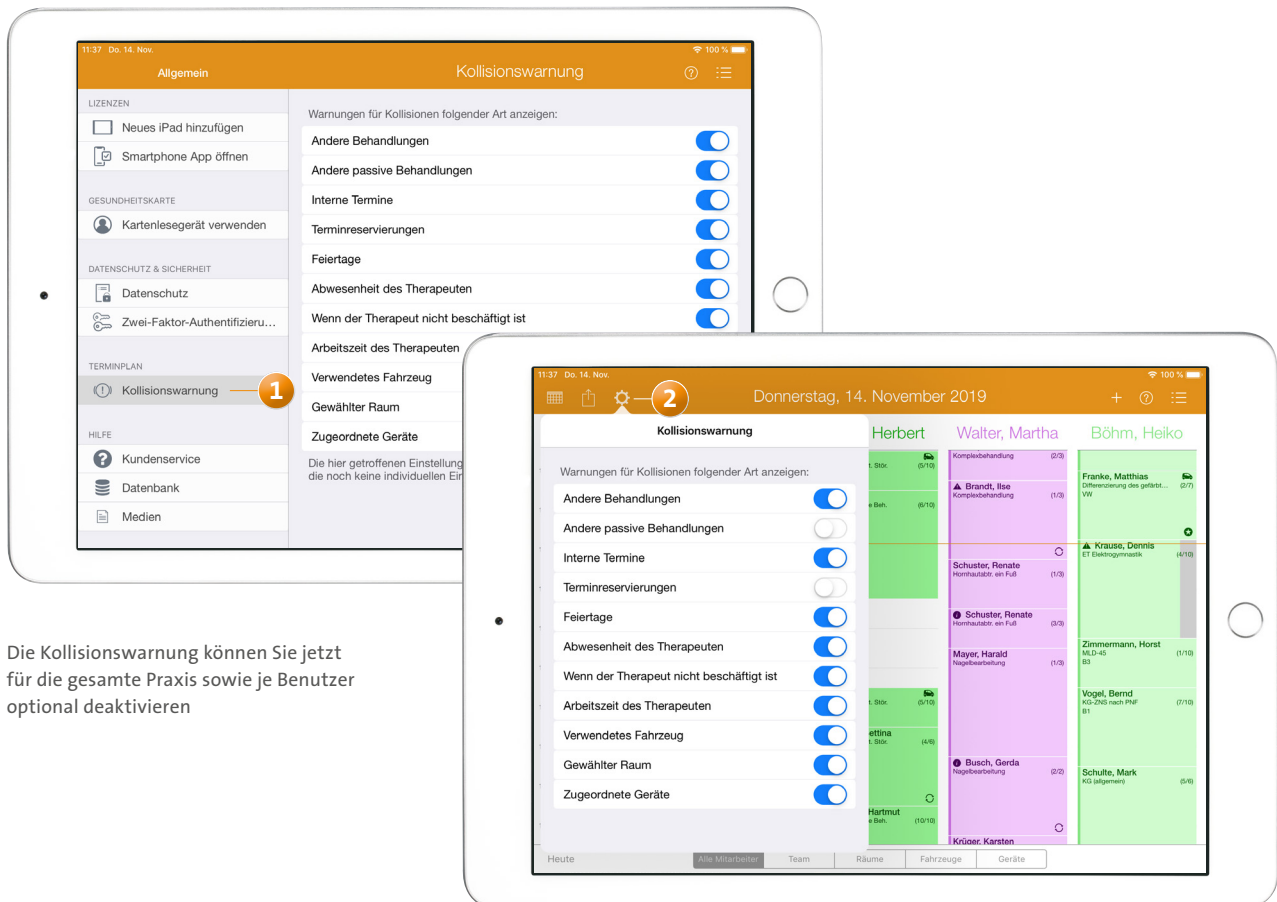 11:37 Do. 14. Nov.
100 %
Allgemein
Kollisionswarnung
LIZENZEN
Neues iPad hinzufügen
Smartphone App öffnen
GESUNDHEITSKARTE
Kartenlesegerät verwenden
DATENSCHUTZ & SICHERHEIT
Datenschutz
Zwei-Faktor-Authentifizieru...
TERMINPLAN
Kollisionswarnung
1
HILFE
Kundenservice
Datenbank
Medien
Warnungen für Kollisionen folgender Art anzeigen:
Andere Behandlungen
Andere passive Behandlungen
Interne Termine
Terminreservierungen
Feiertage
Abwesenheit des Therapeuten
Wenn der Therapeut nicht beschäftigt ist
Arbeitszeit des Therapeuten
Verwendetes Fahrzeug
Gewählter Raum
Zugeordnete Geräte
Die hier getroffenen Einstellung
die noch keine individuellen Ein
11:37 Do. 14. Nov.
100 %
2
Donnerstag, 14. November 2019
Kollisionswarnung
Warnungen für Kollisionen folgender Art anzeigen:
Andere Behandlungen
Andere passive Behandlungen
Interne Termine
Terminreservierungen
Feiertage
Abwesenheit des Therapeuten
Wenn der Therapeut nicht beschäftigt ist
Arbeitszeit des Therapeuten
Verwendetes Fahrzeug
Gewählter Raum
Zugeordnete Geräte
Herbert
t. Stör. (5/10)
e Beh. (6/10)
t. Stör. (5/10)
ettina
t. Stör. (4/6)
Hartmut
e Beh. (10/10)
Walter, Martha
Komplexbehandlung (2/3)
Brandt, Ilse
Komplexbehandlung (1/3)
Schuster, Renate
Hornhautabtr. ein Fuß (1/3)
Schuster, Renate
Hornhautabtr. ein Fuß (3/3)
Mayer, Harald
Nagelbearbeitung (1/3)
Busch, Gerda
Nagelbearbeitung (2/2)
Krüger, Karsten
Böhm, Heiko
Franke, Matthias
Differenzierung des gefärbt... (2/7)
VW
Krause, Dennis
ET Elektrogymnastik (4/10)
Zimmermann, Horst
MLD-45 (1/10)
B3
Vogel, Bernd
KG-ZNS nach PNF (7/10)
B1
Schulte, Mark
KG (allgemein) (5/6)
Heute
Alle Mitarbeiter
Team
Räume
Fahrzeuge
Geräte
Die Kollisionswarnung können Sie jetzt
für die gesamte Praxis sowie je Benutzer
optional deaktivieren